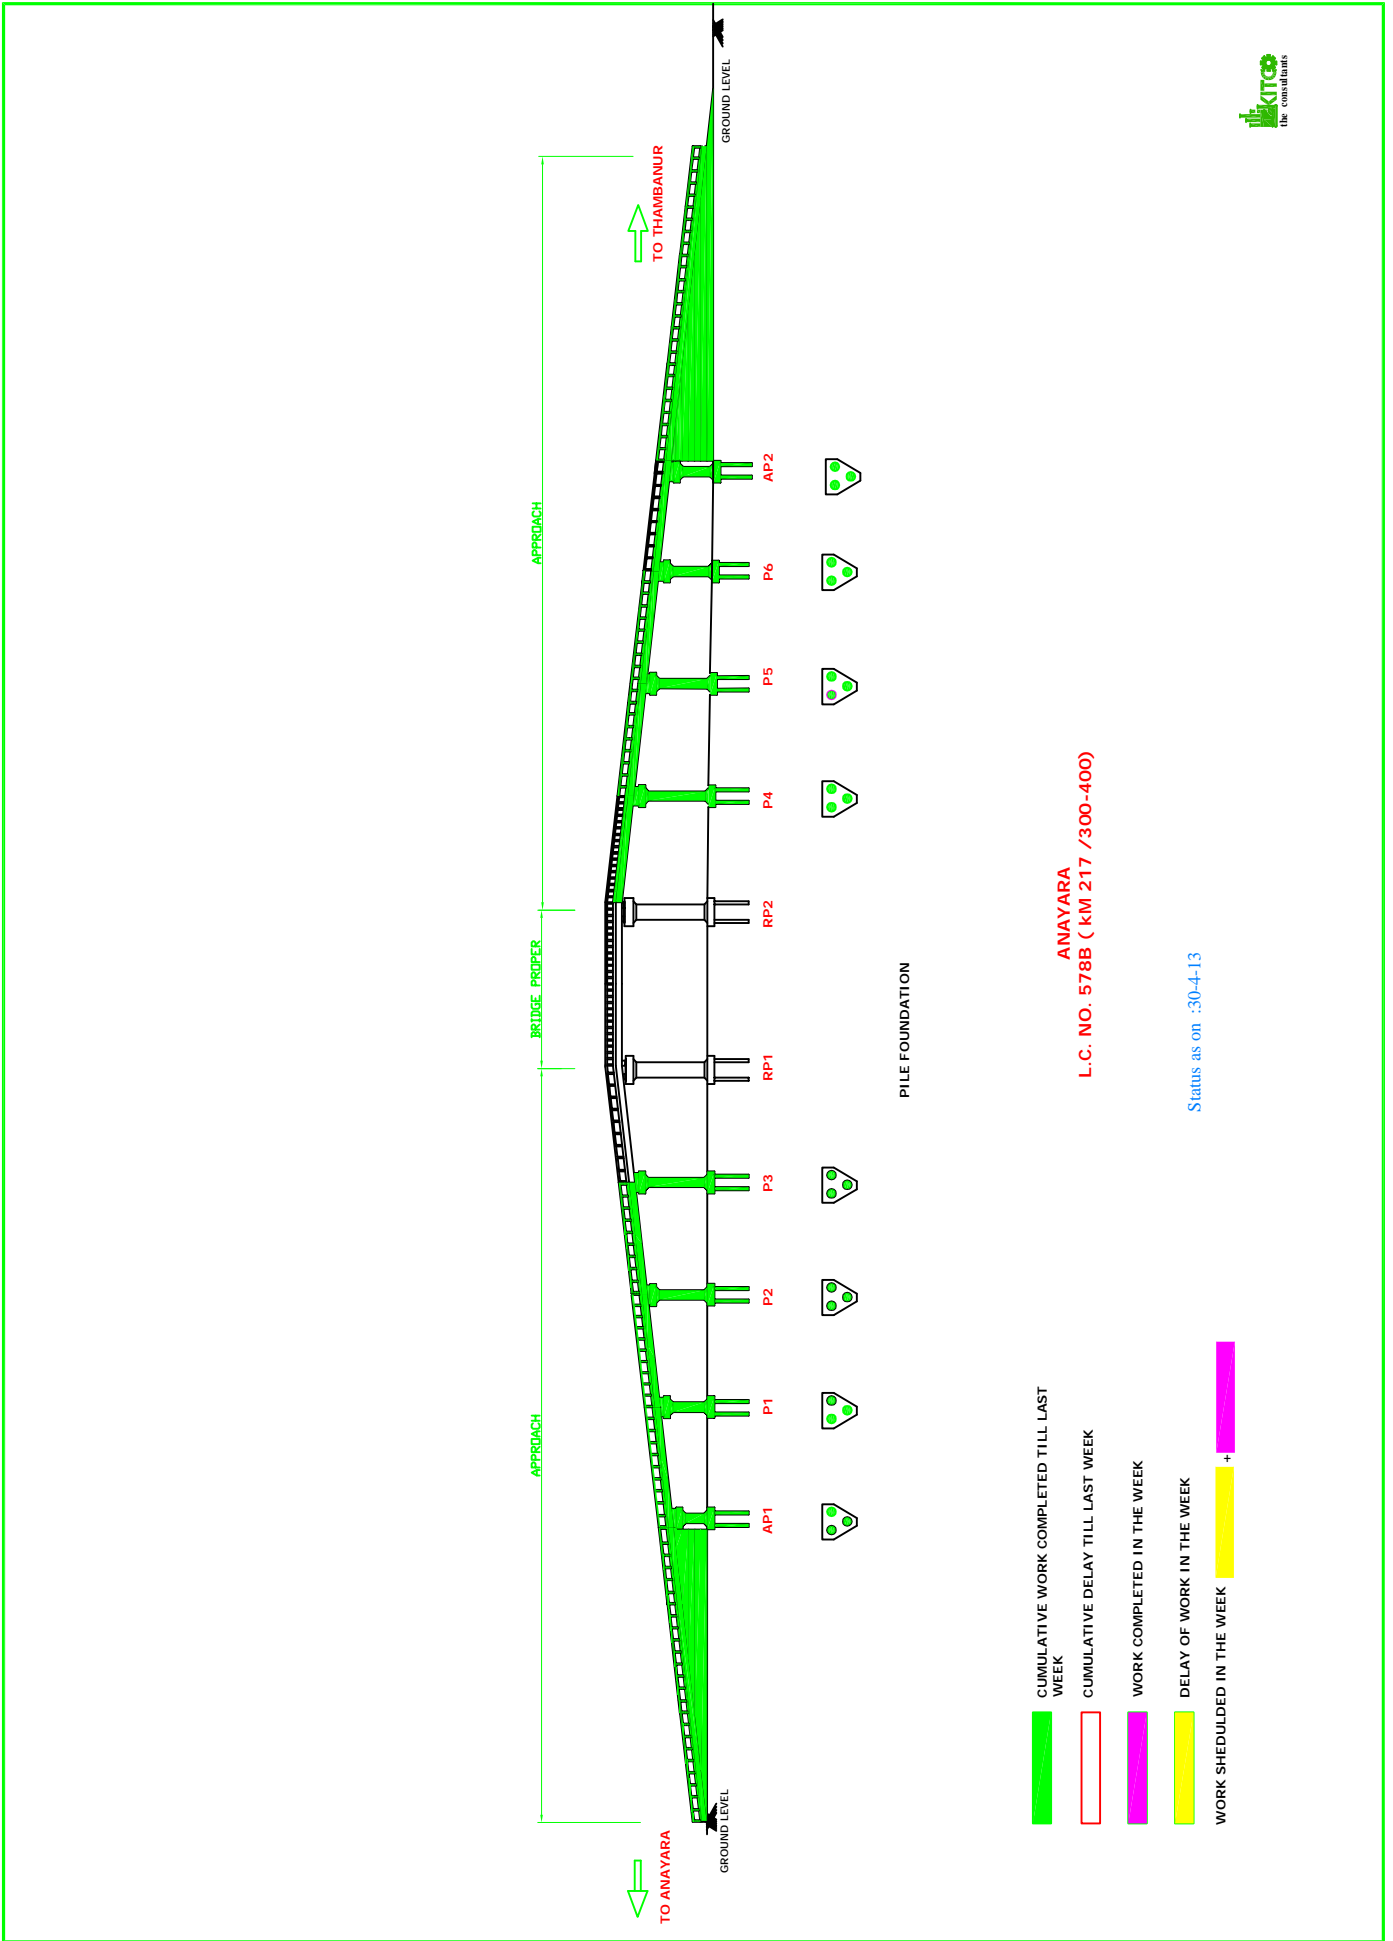 KITCO
the consultants
APPROACH
BRIDGE PROPER
APPROACH
TO ANAYARA
TO THAMBANUR
GROUND LEVEL
GROUND LEVEL
AP1
P1
P2
P3
RP1
RP2
P4
P5
P6
AP2
PILE FOUNDATION
ANAYARA
L.C. NO. 578B ( kM 217 /300-400)
Status as on :30-4-13
CUMULATIVE WORK COMPLETED TILL LAST
WEEK
CUMULATIVE DELAY TILL LAST WEEK
WORK COMPLETED IN THE WEEK
DELAY OF WORK IN THE WEEK
WORK SHEDULDED IN THE WEEK
+